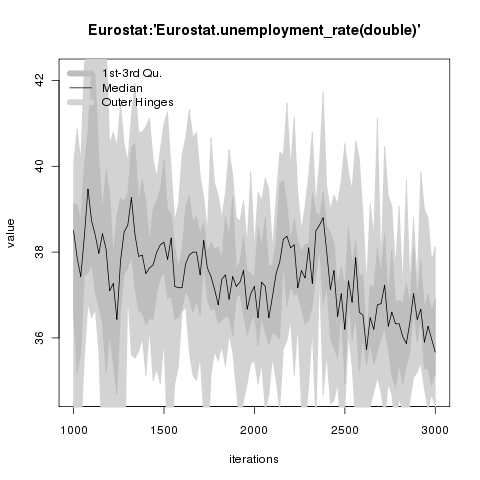 Eurostat:'Eurostat.unemployment_rate(double)'
1st-3rd Qu.
Median
Outer Hinges
42
40
38
36
value
1000 1500 2000 2500 3000
iterations